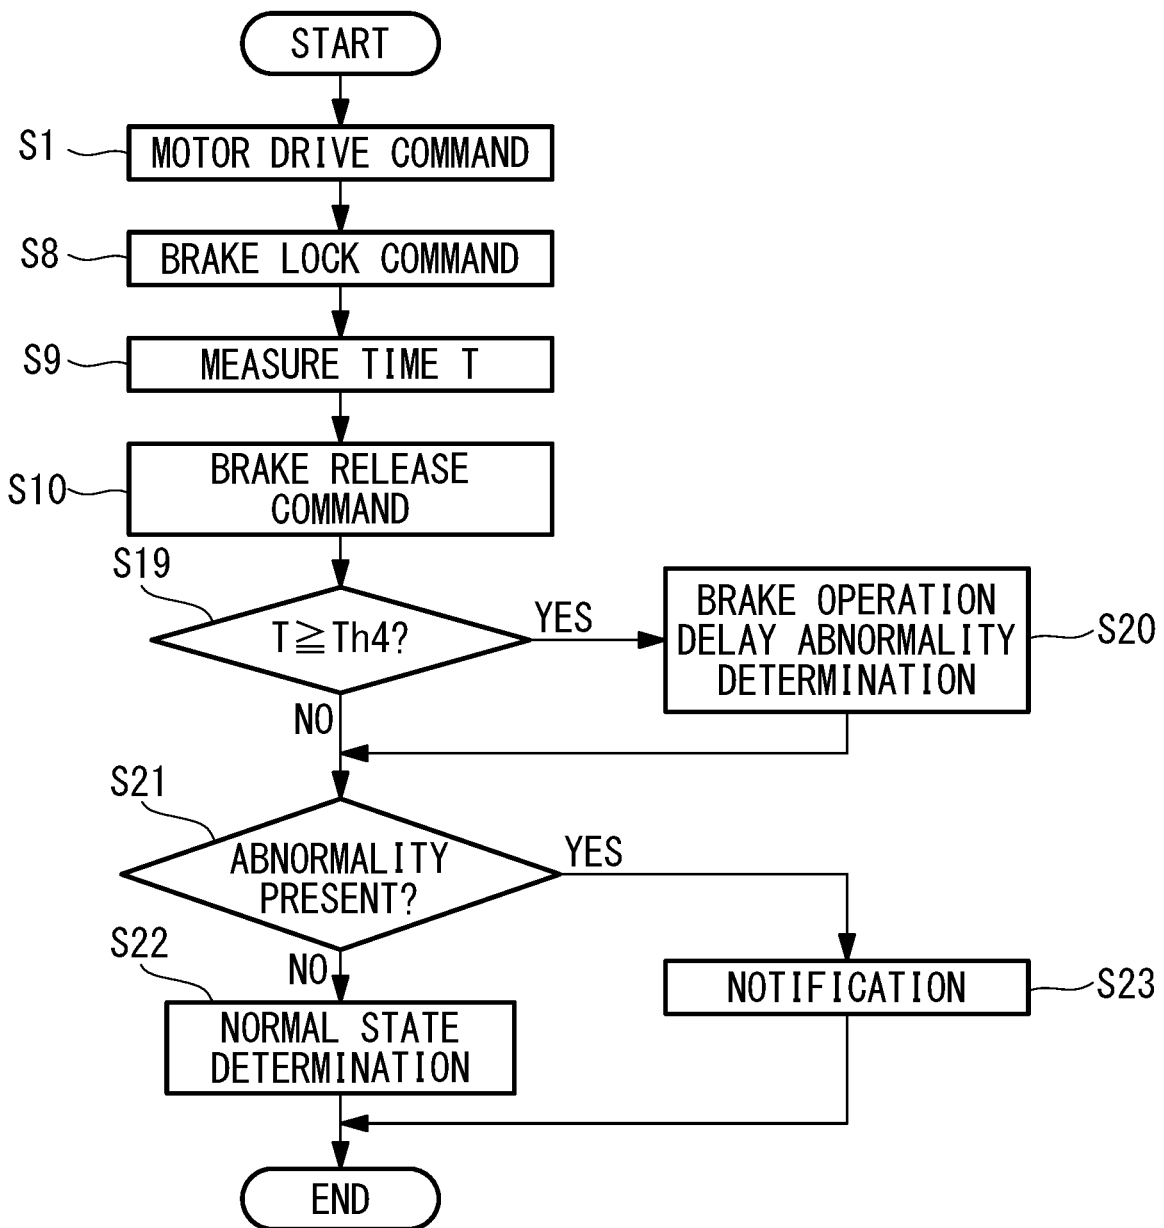 START
S1
MOTOR DRIVE COMMAND
S8
BRAKE LOCK COMMAND
S9
MEASURE TIME T
S10
BRAKE RELEASE
COMMAND
S19
T≧Th4?
YES
NO
BRAKE OPERATION
DELAY ABNORMALITY
DETERMINATION
S20
S21
ABNORMALITY
PRESENT?
YES
NO
S22
NORMAL STATE
DETERMINATION
NOTIFICATION
S23
END